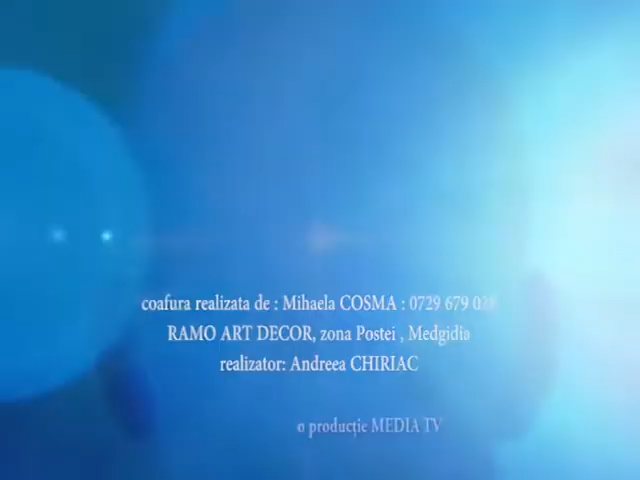 coafura realizata de : Mihaela COSMA : 0729 679
RAMO ART DECOR, zona Postei , Medgidia
realizator: Andreea CHIRIAC
o producție MEDIA TV